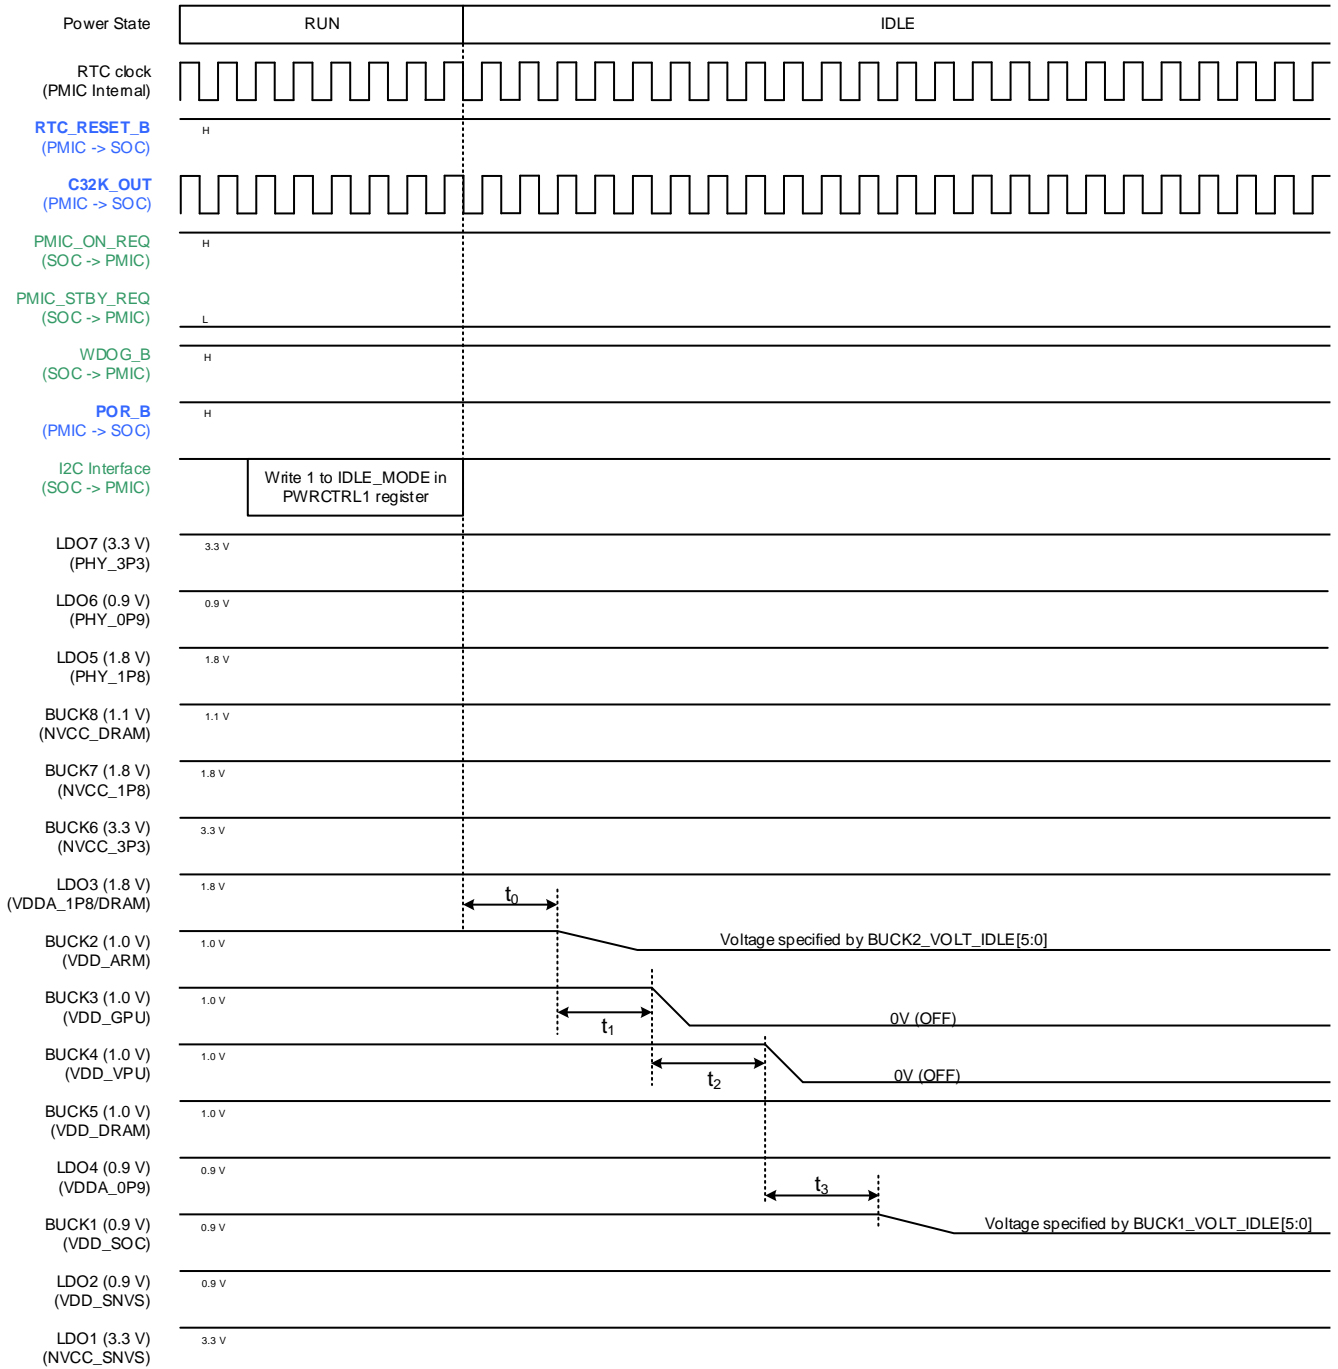 Power State
RUN
IDLE
RTC clock
(PMIC Internal)
RTC_RESET_B
(PMIC -> SOC)
H
C32K_OUT
(PMIC -> SOC)
PMIC_ON_REQ
(SOC -> PMIC)
H
PMIC_STBY_REQ
(SOC -> PMIC)
L
WDOG_B
(SOC -> PMIC)
H
POR_B
(PMIC -> SOC)
H
I2C Interface
(SOC -> PMIC)
Write 1 to IDLE_MODE in
PWRCTRL1 register
LDO7 (3.3 V)
(PHY_3P3)
3.3 V
LDO6 (0.9 V)
(PHY_0P9)
0.9 V
LDO5 (1.8 V)
(PHY_1P8)
1.8 V
BUCK8 (1.1 V)
(NVCC_DRAM)
1.1 V
BUCK7 (1.8 V)
(NVCC_1P8)
1.8 V
BUCK6 (3.3 V)
(NVCC_3P3)
3.3 V
LDO3 (1.8 V)
(VDDA_1P8/DRAM)
1.8 V
t0
BUCK2 (1.0 V)
(VDD_ARM)
1.0 V
Voltage specified by BUCK2_VOLT_IDLE[5:0]
BUCK3 (1.0 V)
(VDD_GPU)
1.0 V
t1
0V (OFF)
BUCK4 (1.0 V)
(VDD_VPU)
1.0 V
t2
0V (OFF)
BUCK5 (1.0 V)
(VDD_DRAM)
1.0 V
LDO4 (0.9 V)
(VDDA_0P9)
0.9 V
t3
BUCK1 (0.9 V)
(VDD_SOC)
0.9 V
Voltage specified by BUCK1_VOLT_IDLE[5:0]
LDO2 (0.9 V)
(VDD_SNVS)
0.9 V
LDO1 (3.3 V)
(NVCC_SNVS)
3.3 V